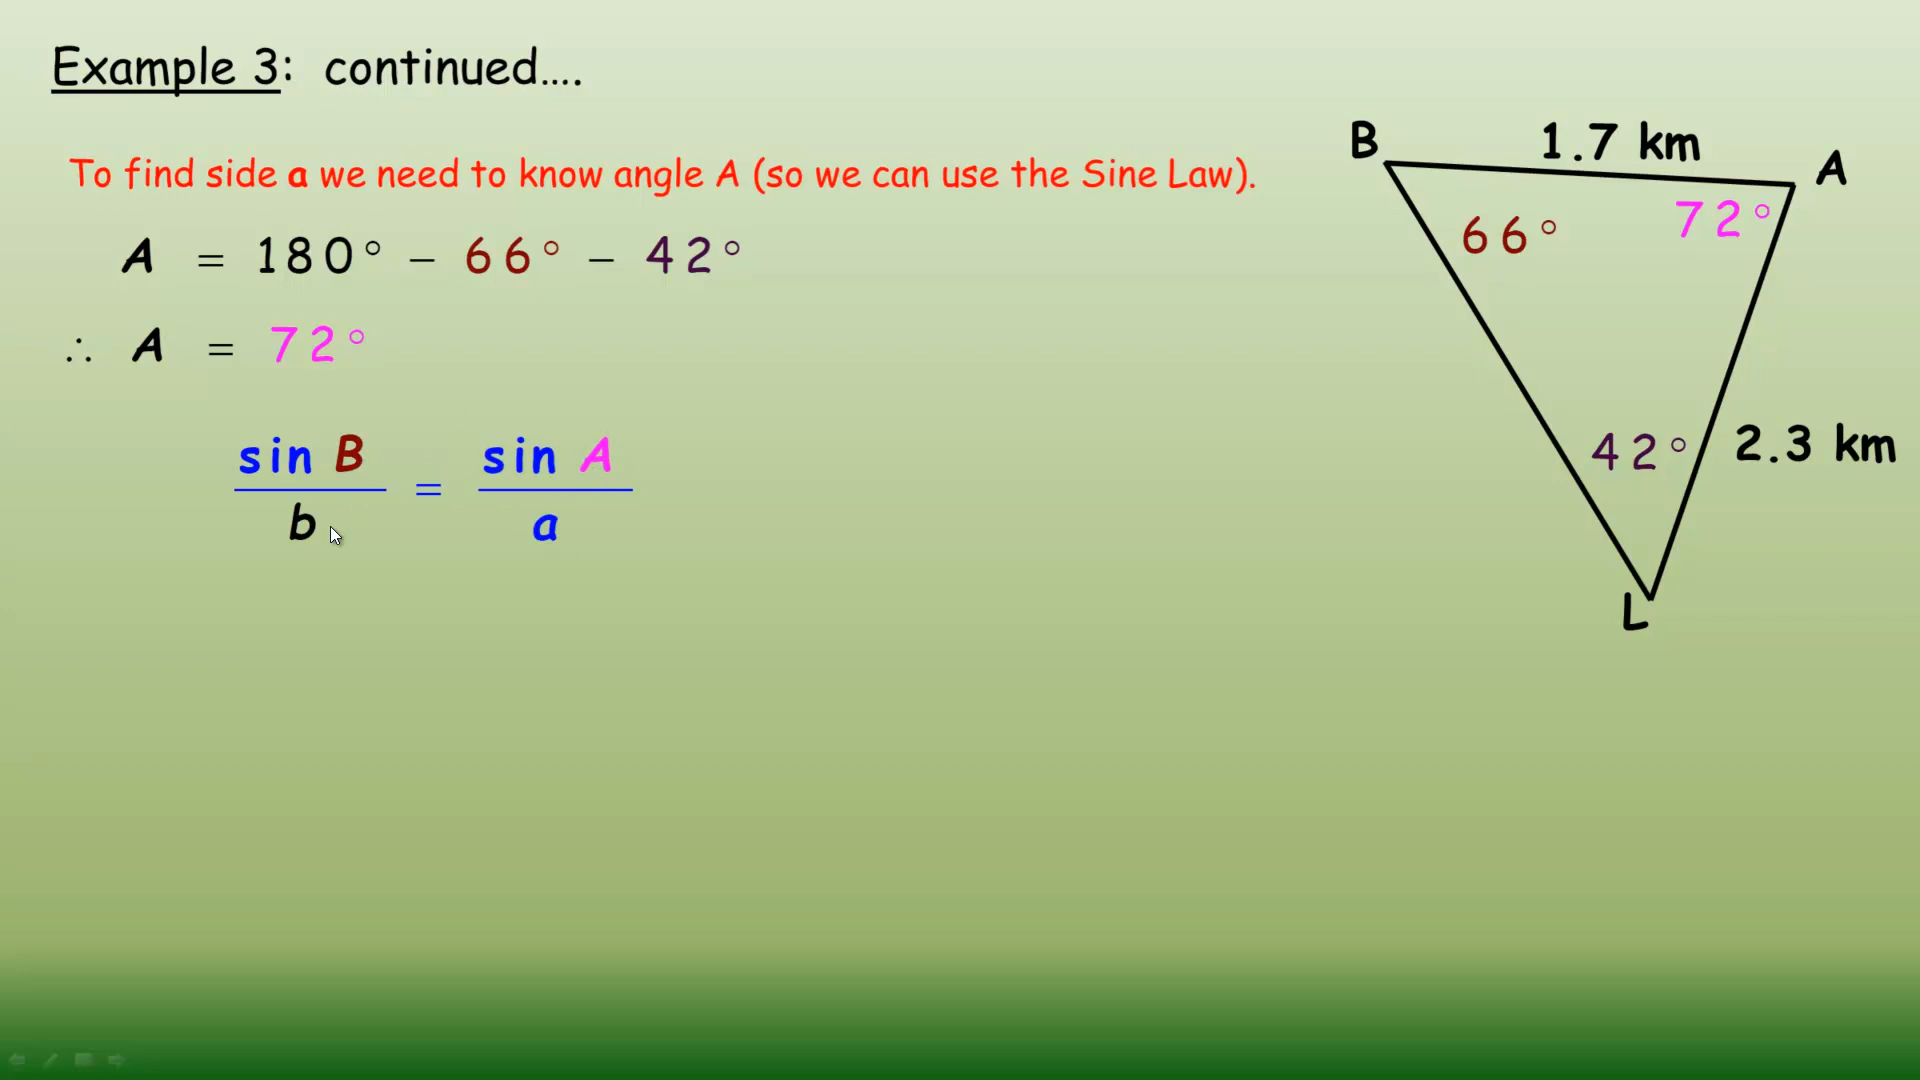 Example 3: continued....
To find side a we need to know angle A (so we can use the Sine Law).
A = 180° – 66° – 42°
∴ A = 72°
sin B / b = sin A / a
B
1.7 km
A
66°
72°
42°
2.3 km
L